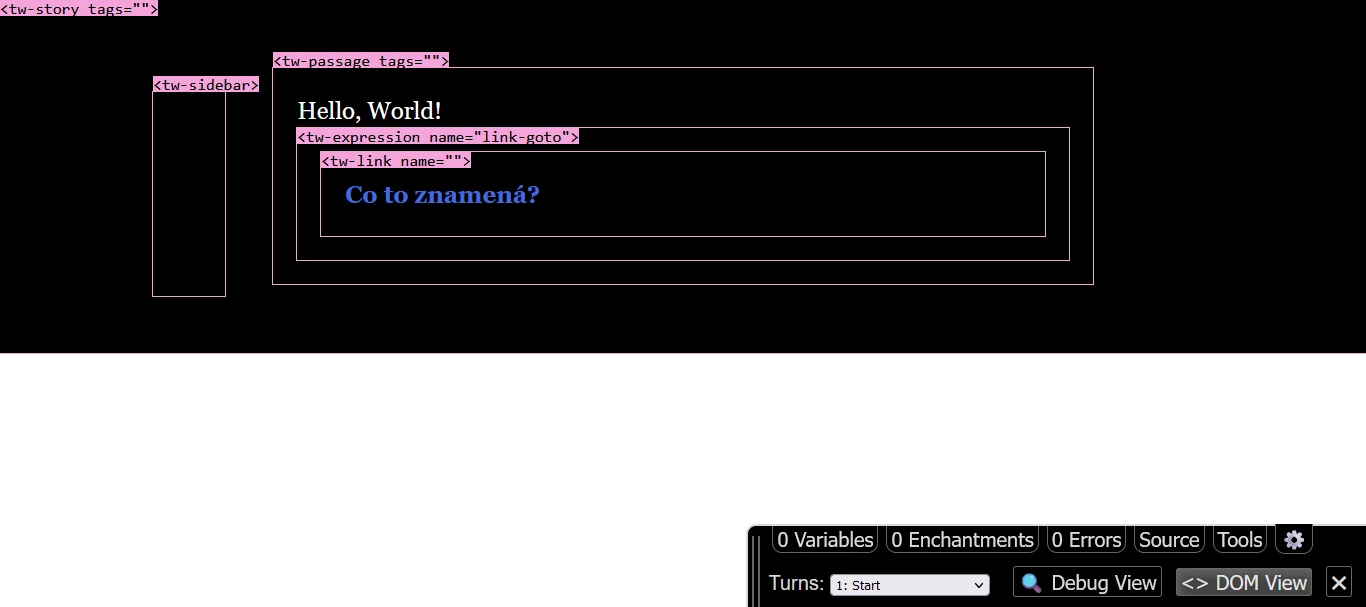 <tw-story tags="">
<tw-passage tags="">
<tw-sidebar>
Hello, World!
<tw-expression name="link-goto">
<tw-link name="">
Co to znamená?
0 Variables 0 Enchantments 0 Errors Source Tools
Turns: 1: Start Debug View <> DOM View ✕